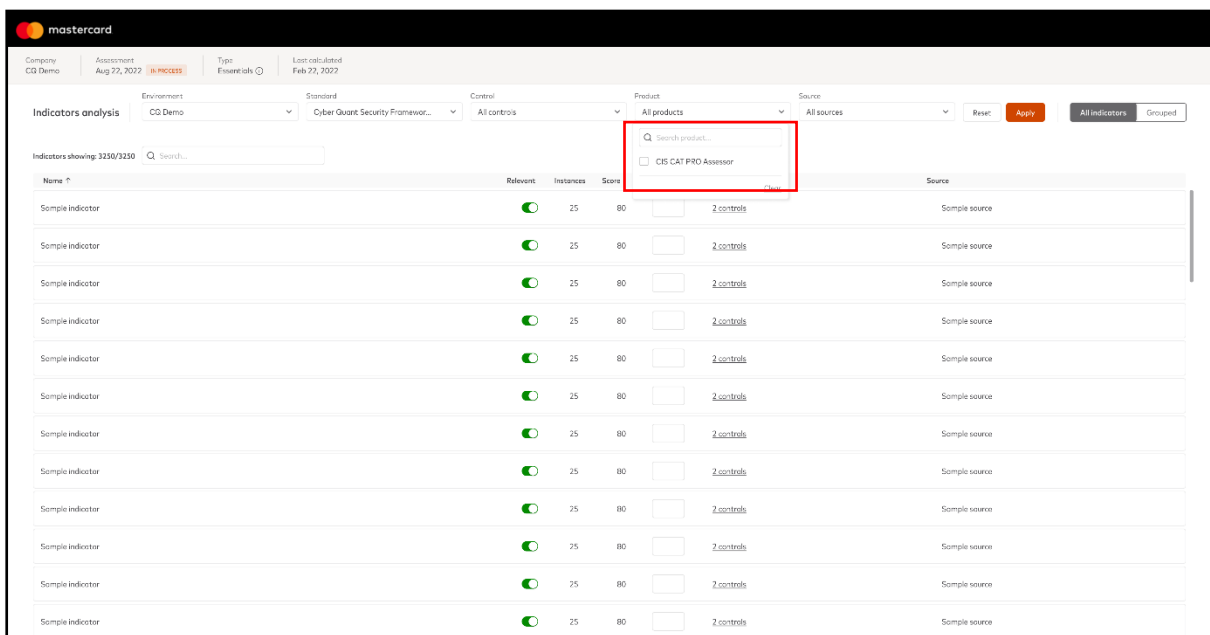 mastercard
Company Assessment Type Last calculated
CQ Demo Aug 22, 2022 IN PROCESS Essentials Feb 22, 2022
Environment Standard Control Product Source
Indicators analysis CQ Demo Cyber Quant Security Framewor... All controls All products All sources Reset Apply All indicators Grouped
Search product...
Indicators showing: 3250/3250 Search... CIS CAT PRO Assessor
Name ↑ Relevant Instances Score Clear Source
Sample indicator 25 80 2 controls Sample source
Sample indicator 25 80 2 controls Sample source
Sample indicator 25 80 2 controls Sample source
Sample indicator 25 80 2 controls Sample source
Sample indicator 25 80 2 controls Sample source
Sample indicator 25 80 2 controls Sample source
Sample indicator 25 80 2 controls Sample source
Sample indicator 25 80 2 controls Sample source
Sample indicator 25 80 2 controls Sample source
Sample indicator 25 80 2 controls Sample source
Sample indicator 25 80 2 controls Sample source
Sample indicator 25 80 2 controls Sample source